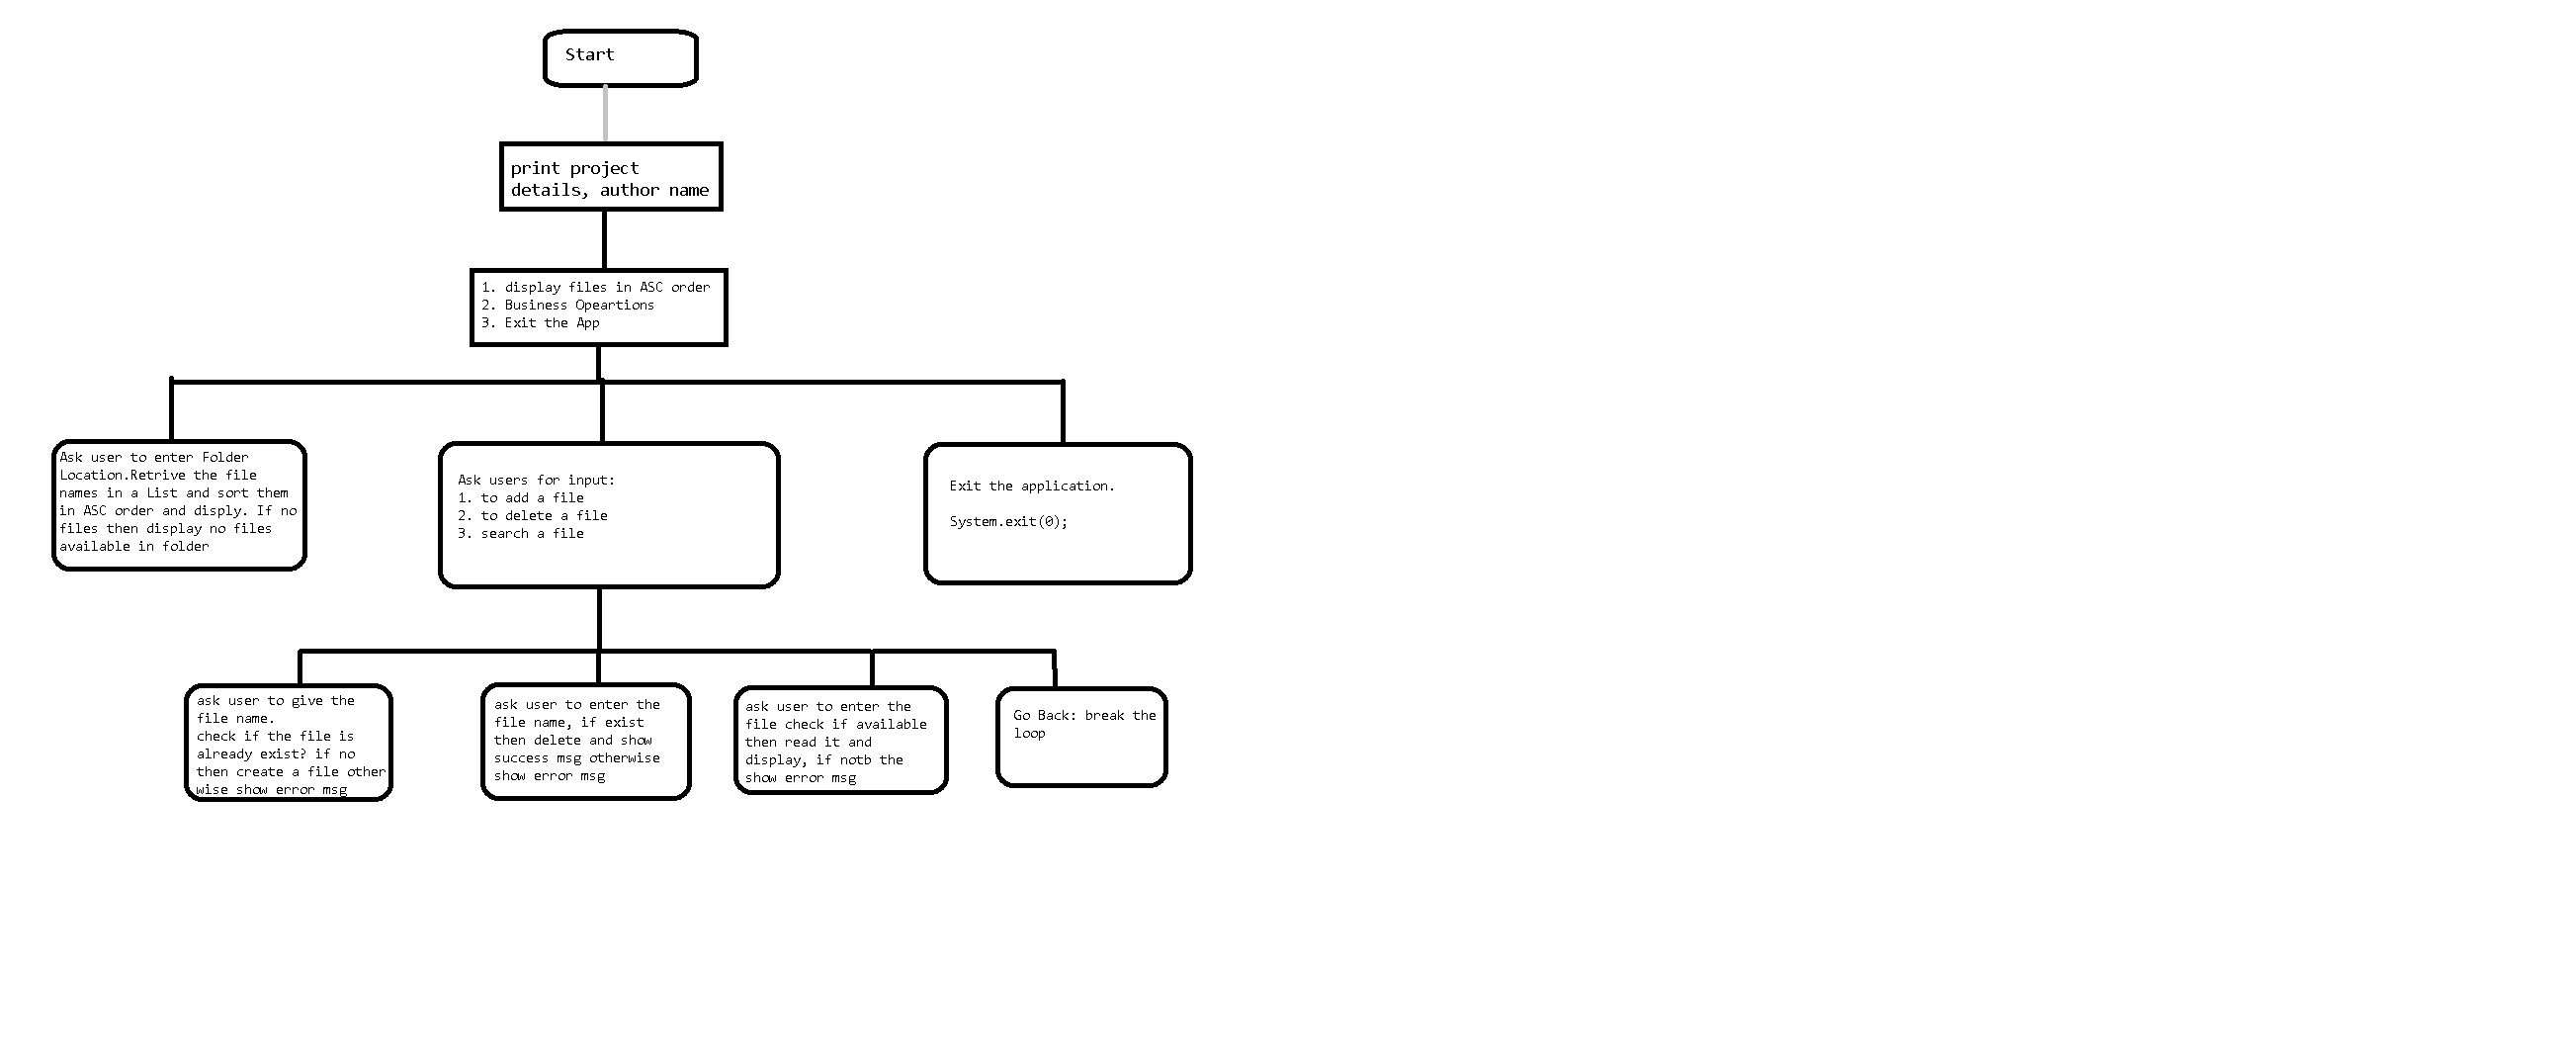 Start
print project
details, author name
1. display files in ASC order
2. Business Opeartions
3. Exit the App
Ask user to enter Folder
Location.Retrive the file
names in a List and sort them
in ASC order and disply. If no
files then display no files
available in folder
Ask users for input:
1. to add a file
2. to delete a file
3. search a file
Exit the application.
System.exit(0);
ask user to give the
file name.
check if the file is
already exist? if no
then create a file other
wise show error msg
ask user to enter the
file name, if exist
then delete and show
success msg otherwise
show error msg
ask user to enter the
file check if available
then read it and
display, if notb the
show error msg
Go Back: break the
loop